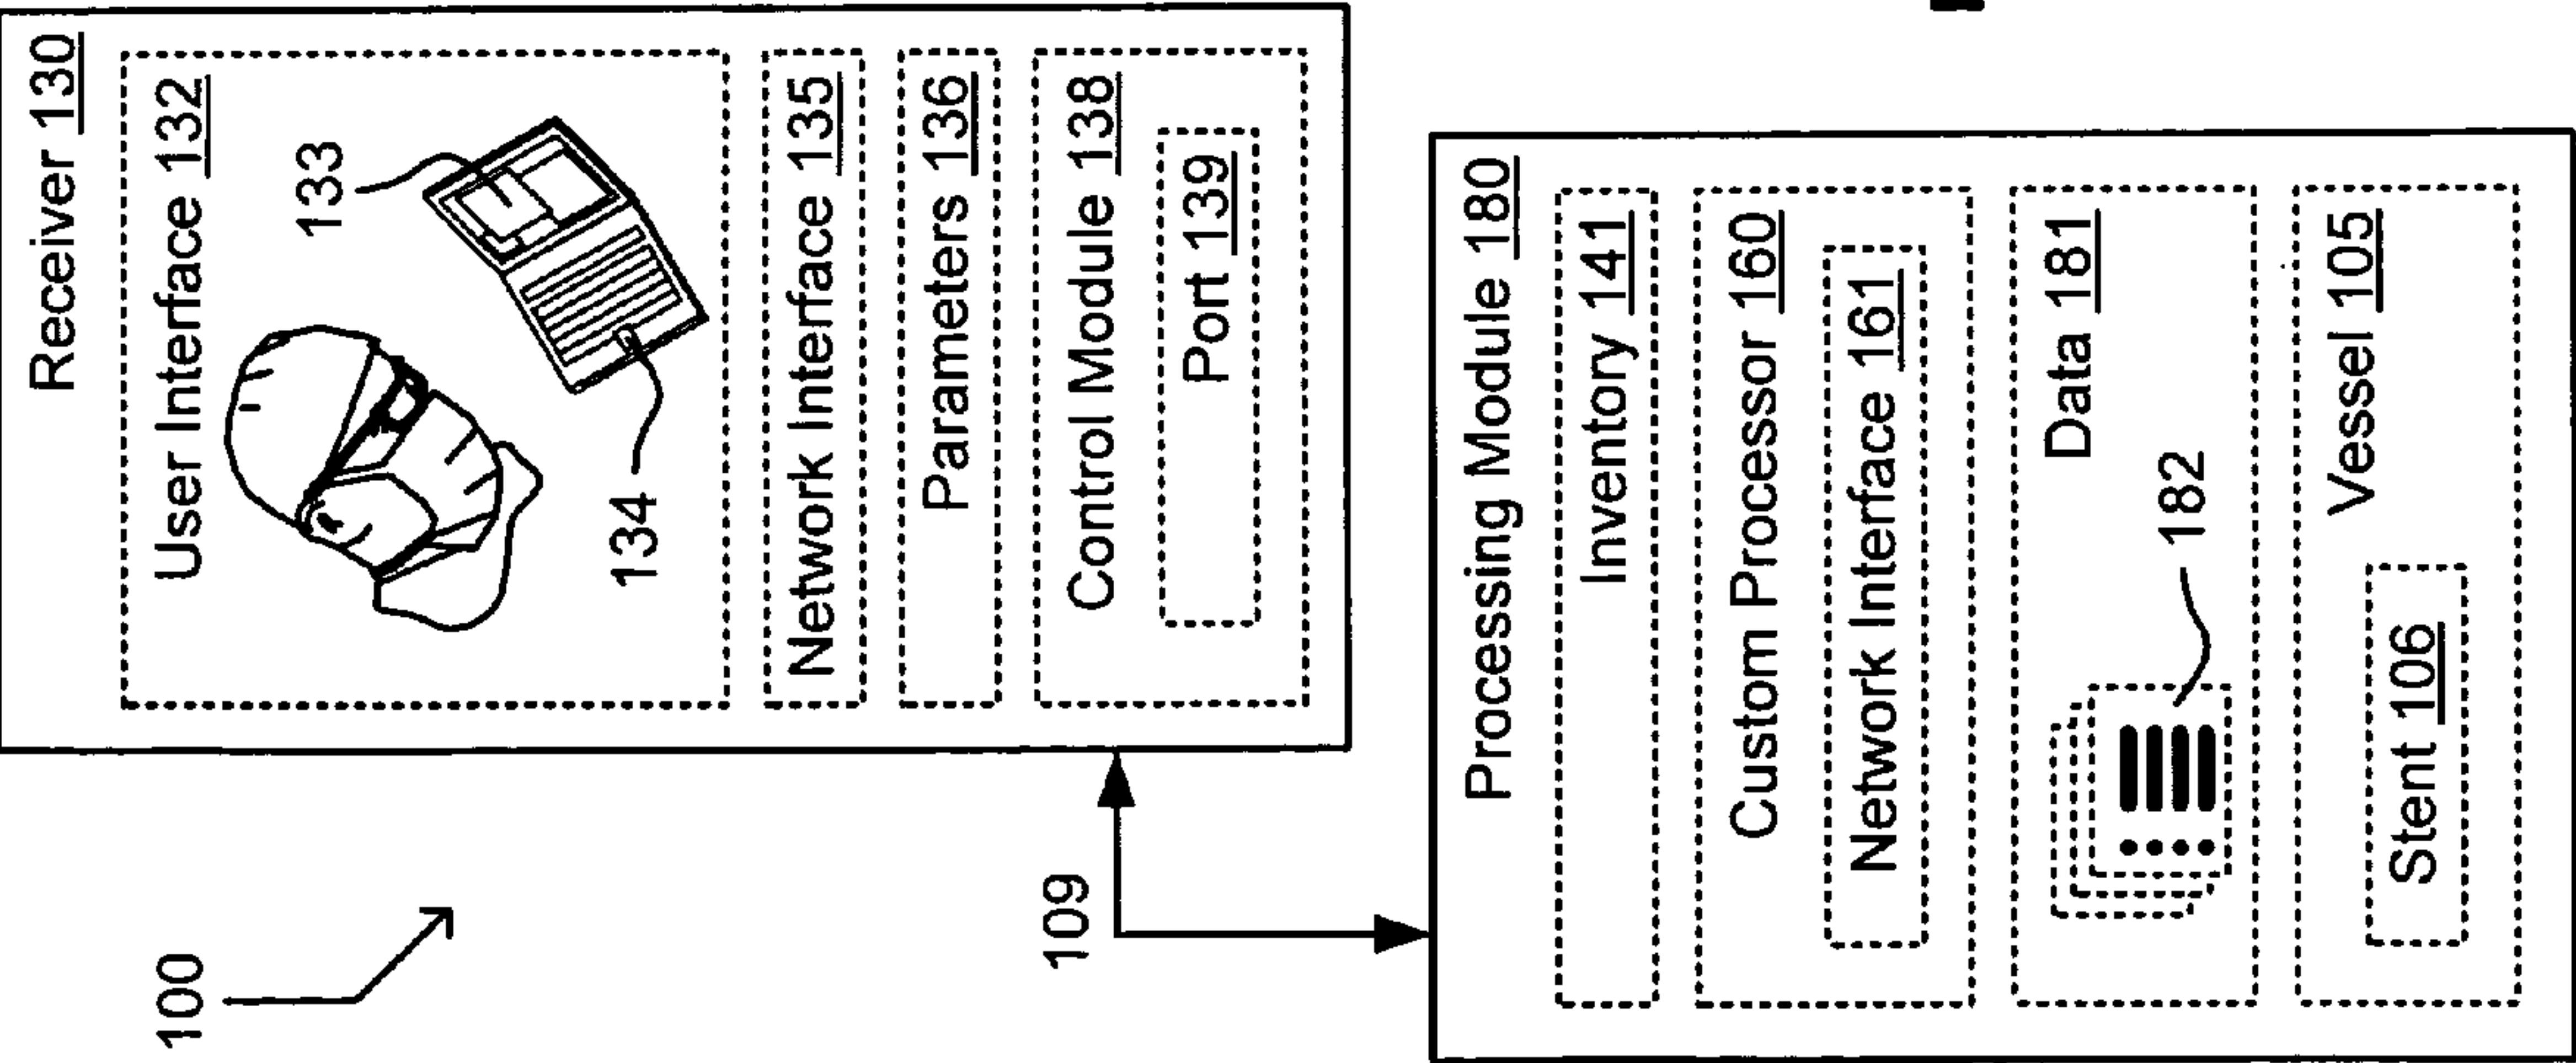 Receiver 130
100
User Interface 132
133
134
Network Interface 135
Parameters 136
109
Control Module 138
Port 139
Processing Module 180
Inventory 141
Custom Processor 160
Network Interface 161
Data 181
182
Vessel 105
Stent 106